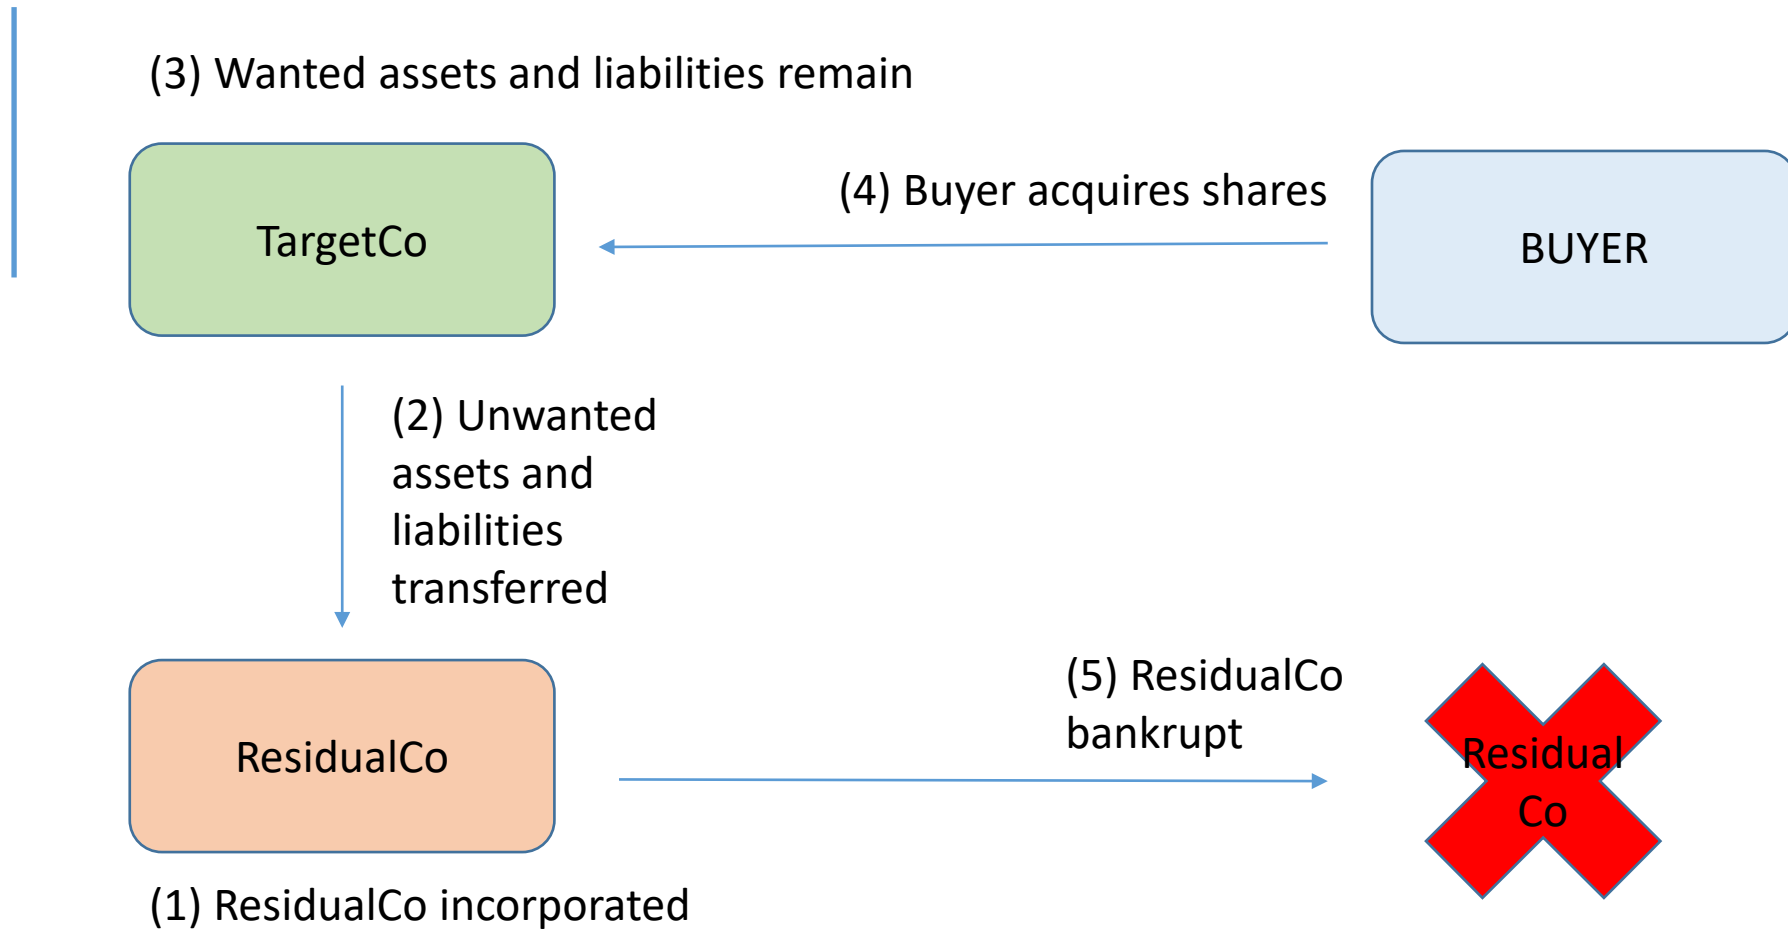 (3) Wanted assets and liabilities remain
TargetCo
(4) Buyer acquires shares
BUYER
(2) Unwanted
assets and
liabilities
transferred
ResidualCo
(5) ResidualCo
bankrupt
Residual
Co
(1) ResidualCo incorporated